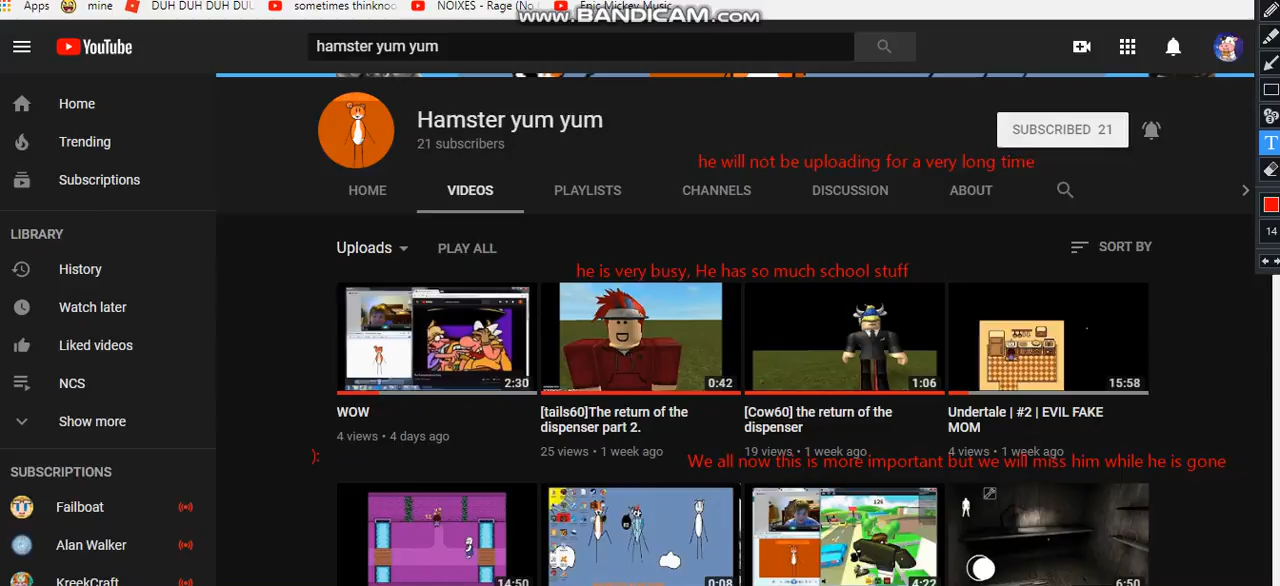 Apps
mine
DUH DUH DUH DUU
sometimes thinknoo
NOIXES - Rage (No
Epic Mickey Music
www.BANDICAM.com
YouTube
hamster yum yum
Home
Trending
Subscriptions
LIBRARY
History
Watch later
Liked videos
NCS
Show more
SUBSCRIPTIONS
Failboat
Alan Walker
KreekCraft
Hamster yum yum
21 subscribers
SUBSCRIBED 21
he will not be uploading for a very long time
HOME
VIDEOS
PLAYLISTS
CHANNELS
DISCUSSION
ABOUT
Uploads
PLAY ALL
SORT BY
he is very busy, He has so much school stuff
2:30
0:42
1:06
15:58
WOW
4 views • 4 days ago
[tails60]The return of the
dispenser part 2.
25 views • 1 week ago
[Cow60] the return of the
dispenser
19 views • 1 week ago
Undertale | #2 | EVIL FAKE
MOM
4 views • 1 week ago
):
We all now this is more important but we will miss him while he is gone
14:50
0:08
126
4:22
6:50
T
14